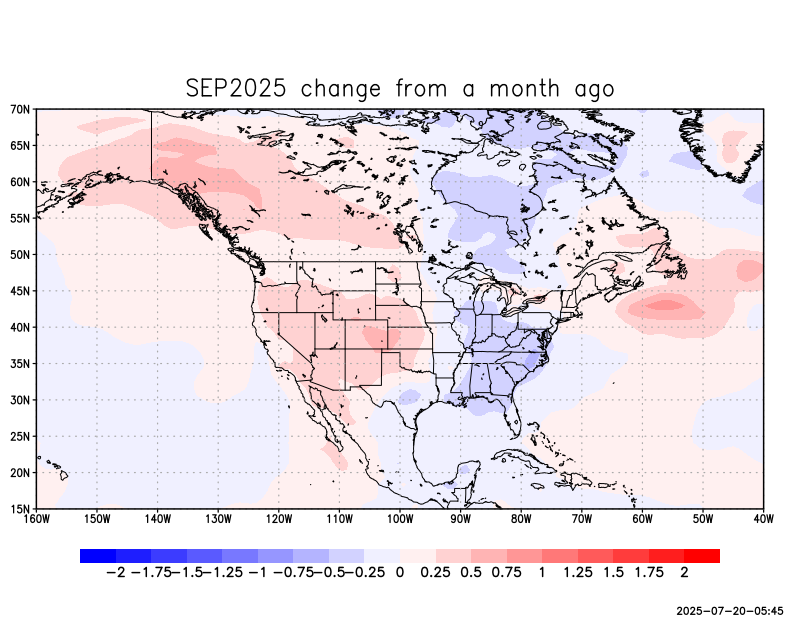 SEP2025 change from a month ago
70N
65N
60N
55N
50N
45N
40N
35N
30N
25N
20N
15N
160W 150W 140W 130W 120W 110W 100W 90W 80W 70W 60W 50W 40W
−2 −1.75−1.5−1.25 −1 −0.75−0.5−0.25 0 0.25 0.5 0.75 1 1.25 1.5 1.75 2
2025-07-20-05:45